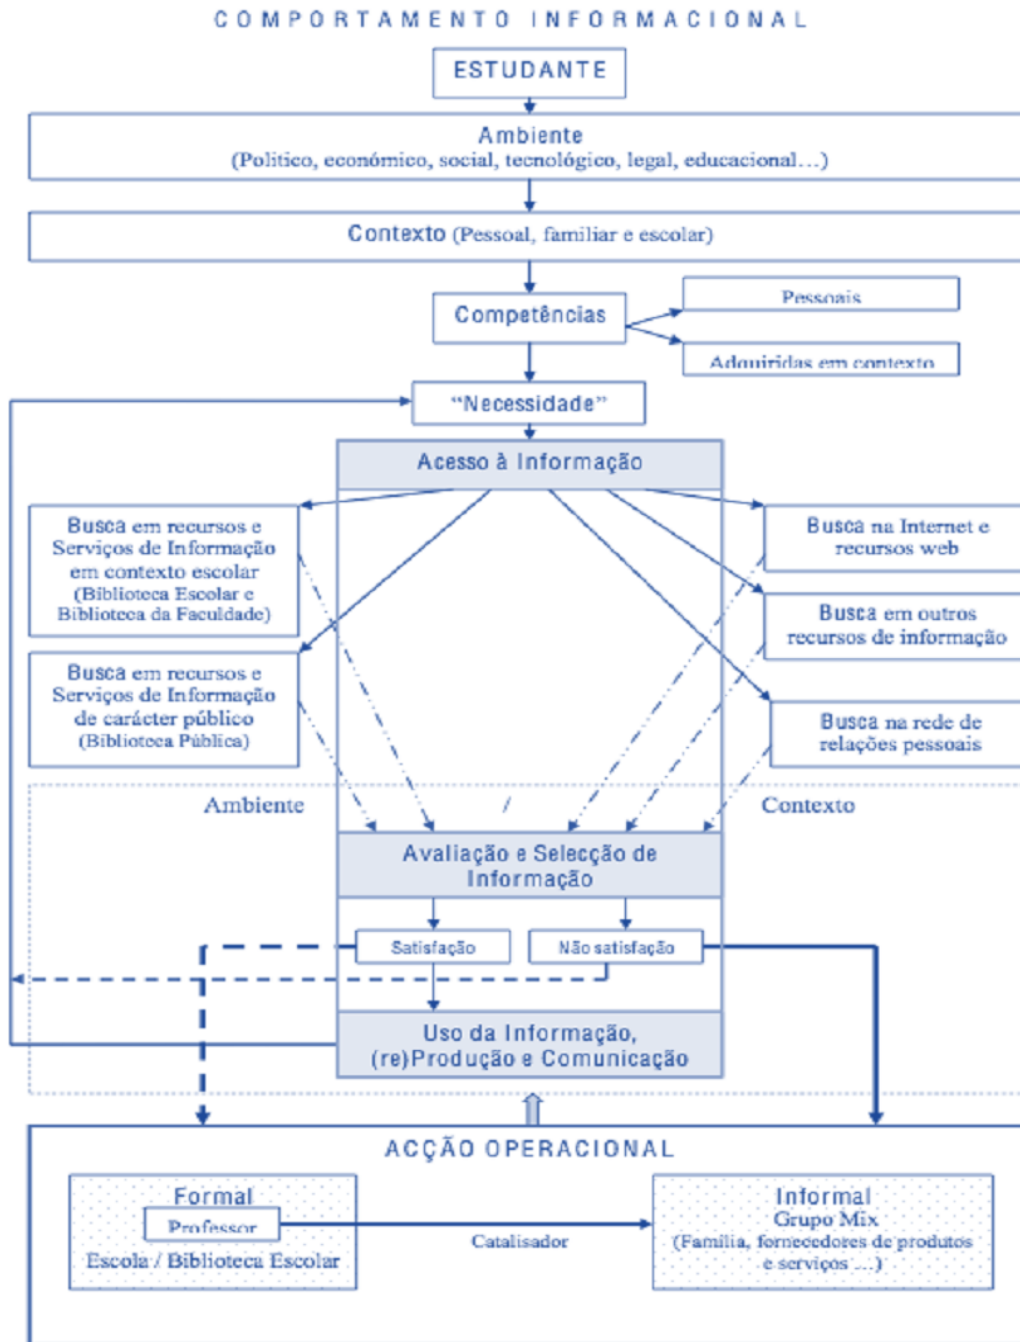 COMPORTAMENTO INFORMACIONAL
ESTUDANTE
Ambiente
(Politico, económico, social, tecnológico, legal, educacional...)
Contexto (Pessoal, familiar e escolar)
Competências
Pessoais
Adquiridas em contexto
“Necessidade”
Acesso à Informação
Busca em recursos e
Serviços de Informação
em contexto escolar
(Biblioteca Escolar e
Biblioteca da Faculdade)
Busca na Internet e
recursos web
Busca em outros
recursos de informação
Busca em recursos e
Serviços de Informação
de carácter público
(Biblioteca Pública)
Busca na rede de
relações pessoais
Ambiente / Contexto
Avaliação e Selecção de
Informação
Satisfação
Não satisfação
Uso da Informação,
(re)Produção e Comunicação
ACÇÃO OPERACIONAL
Formal
Professor
Escola / Biblioteca Escolar
Catalisador
Informal
Grupo Mix
(Família, fornecedores de produtos
e serviços ...)